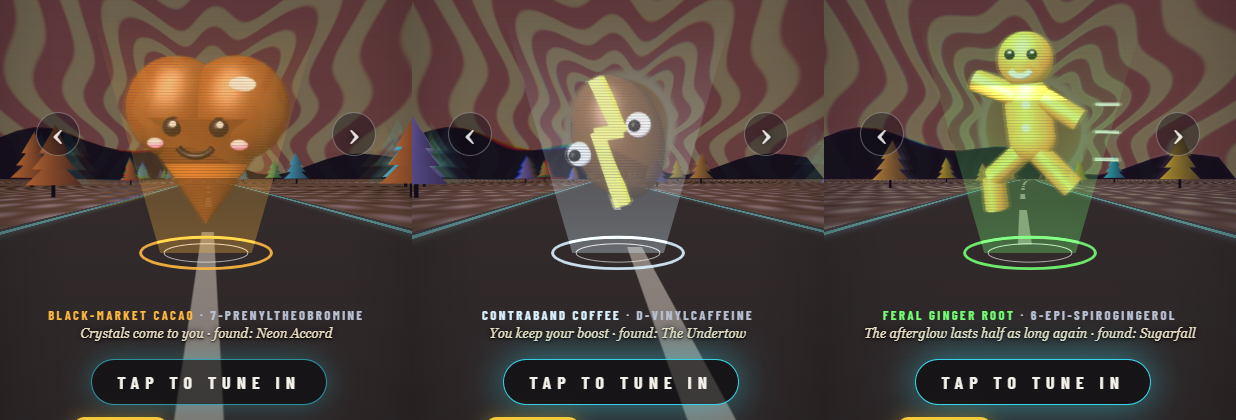 BLACK-MARKET CACAO · 7-PRENYLTHEOBROMINE
Crystals come to you · found: Neon Accord
TAP TO TUNE IN
CONTRABAND COFFEE · D-VINYLCAFFEINE
You keep your boost · found: The Undertow
TAP TO TUNE IN
FERAL GINGER ROOT · 6-EPI-SPIROGINGEROL
The afterglow lasts half as long again · found: Sugarfall
TAP TO TUNE IN